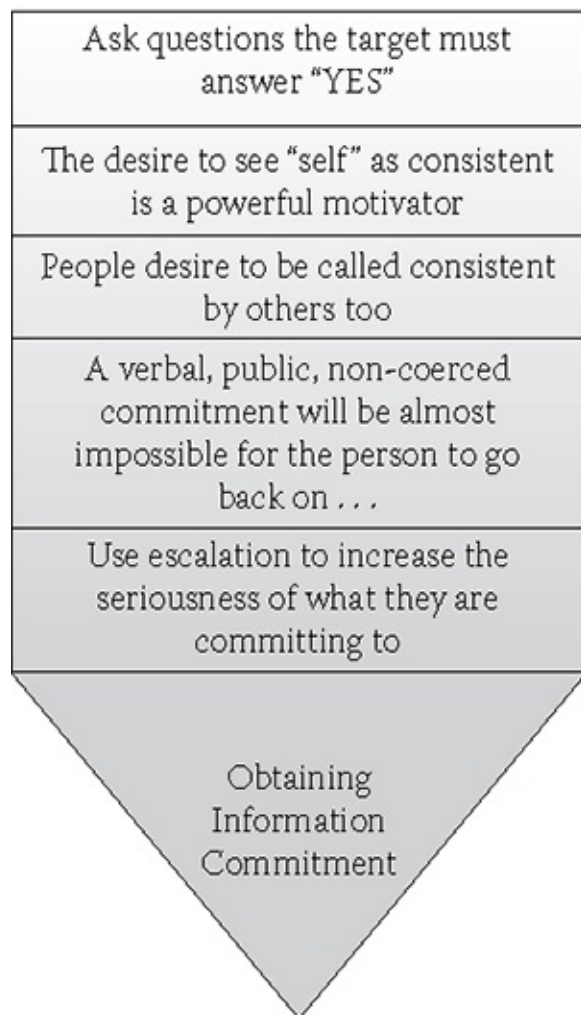 Ask questions the target must
answer “YES”
The desire to see “self” as consistent
is a powerful motivator
People desire to be called consistent
by others too
A verbal, public, non-coerced
commitment will be almost
impossible for the person to go
back on . . .
Use escalation to increase the
seriousness of what they are
committing to
Obtaining
Information
Commitment